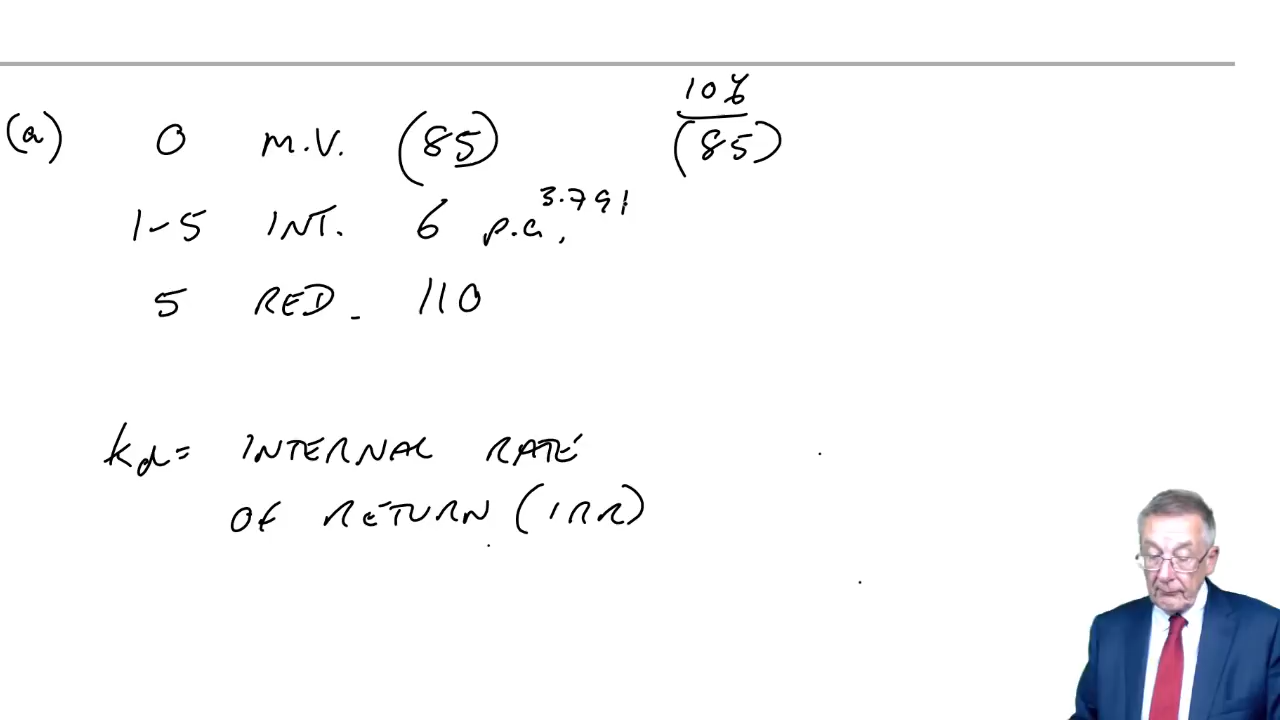 10%
(a) 0 M.V. (85) (85)
3.791
1-5 INT. 6 p.a.
5 RED. 110
kd = INTERNAL RATE
OF RETURN (IRR)